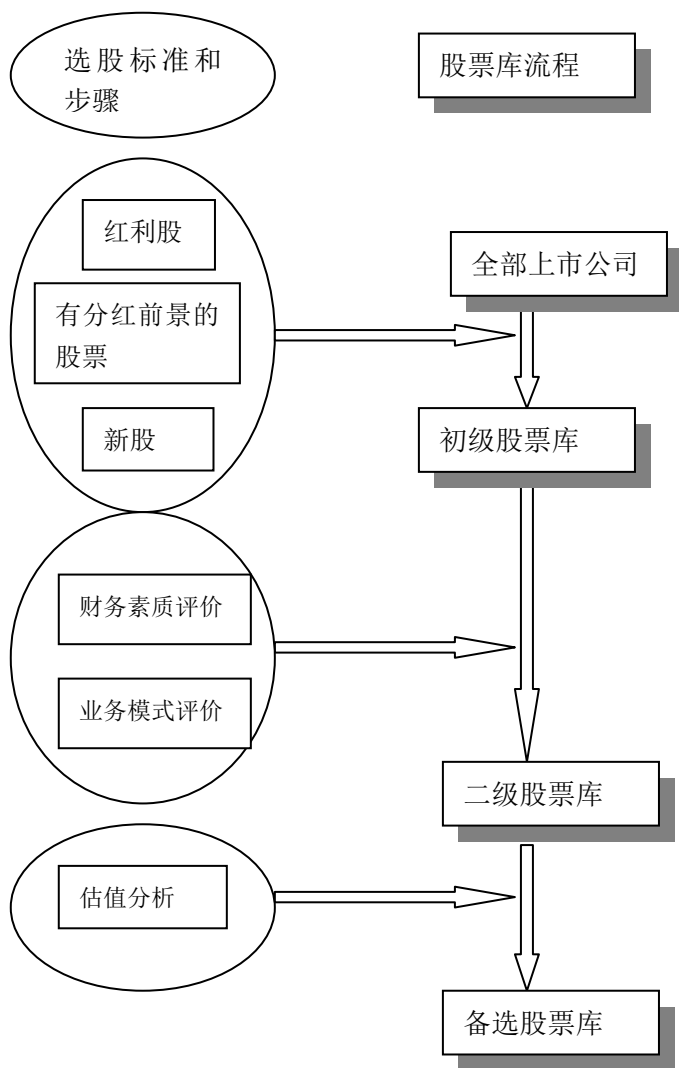 选股标准和
步骤
股票库流程
红利股
全部上市公司
有分红前景的
股票
新股
初级股票库
财务素质评价
业务模式评价
二级股票库
估值分析
备选股票库